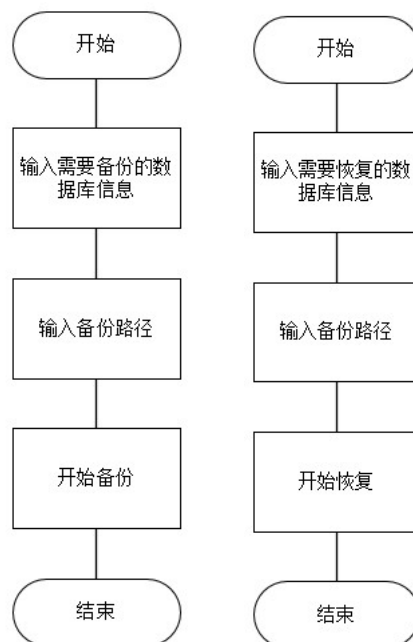 开始
输入需要备份的数
据库信息
输入备份路径
开始备份
结束
开始
输入需要恢复的数
据库信息
输入备份路径
开始恢复
结束